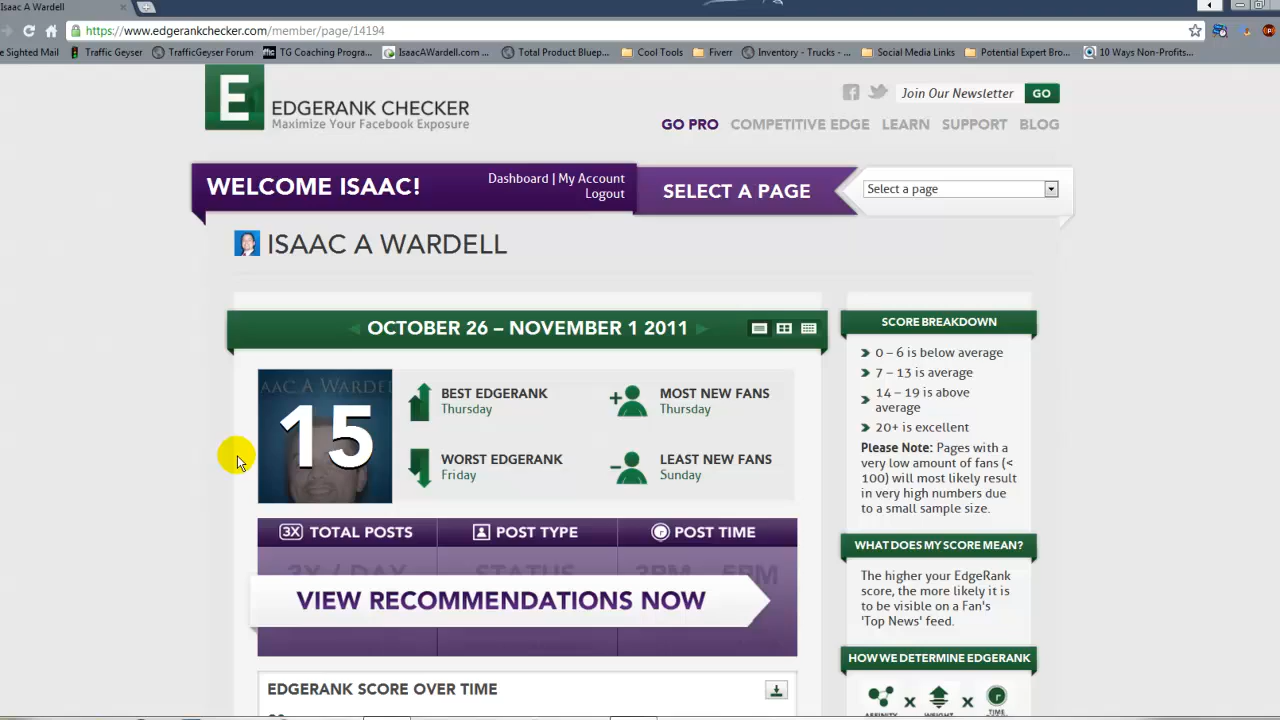 Isaac A Wardell
https://www.edgerankchecker.com/member/page/14194
e Sighted Mail Traffic Geyser TrafficGeyser Forum TG Coaching Progra... IsaacAWardell.com ... Total Product Bluep... Cool Tools Fiverr Inventory - Trucks - ... Social Media Links Potential Expert Bro... 10 Ways Non-Profits...
E
EDGERANK CHECKER
Maximize Your Facebook Exposure
Join Our Newsletter GO
GO PRO COMPETITIVE EDGE LEARN SUPPORT BLOG
WELCOME ISAAC!
Dashboard | My Account
Logout
SELECT A PAGE
Select a page
ISAAC A WARDELL
OCTOBER 26 – NOVEMBER 1 2011
AAC A WARDEL
15
BEST EDGERANK
Thursday
MOST NEW FANS
Thursday
WORST EDGERANK
Friday
LEAST NEW FANS
Sunday
3X TOTAL POSTS POST TYPE POST TIME
3X / DAY STATUS 3PM 5PM
VIEW RECOMMENDATIONS NOW
EDGERANK SCORE OVER TIME
SCORE BREAKDOWN
0 – 6 is below average
7 – 13 is average
14 – 19 is above
average
20+ is excellent
Please Note: Pages with a
very low amount of fans (<
100) will most likely result
in very high numbers due
to a small sample size.
WHAT DOES MY SCORE MEAN?
The higher your EdgeRank
score, the more likely it is
to be visible on a Fan's
'Top News' feed.
HOW WE DETERMINE EDGERANK
X X
AFFINITY WEIGHT TIME